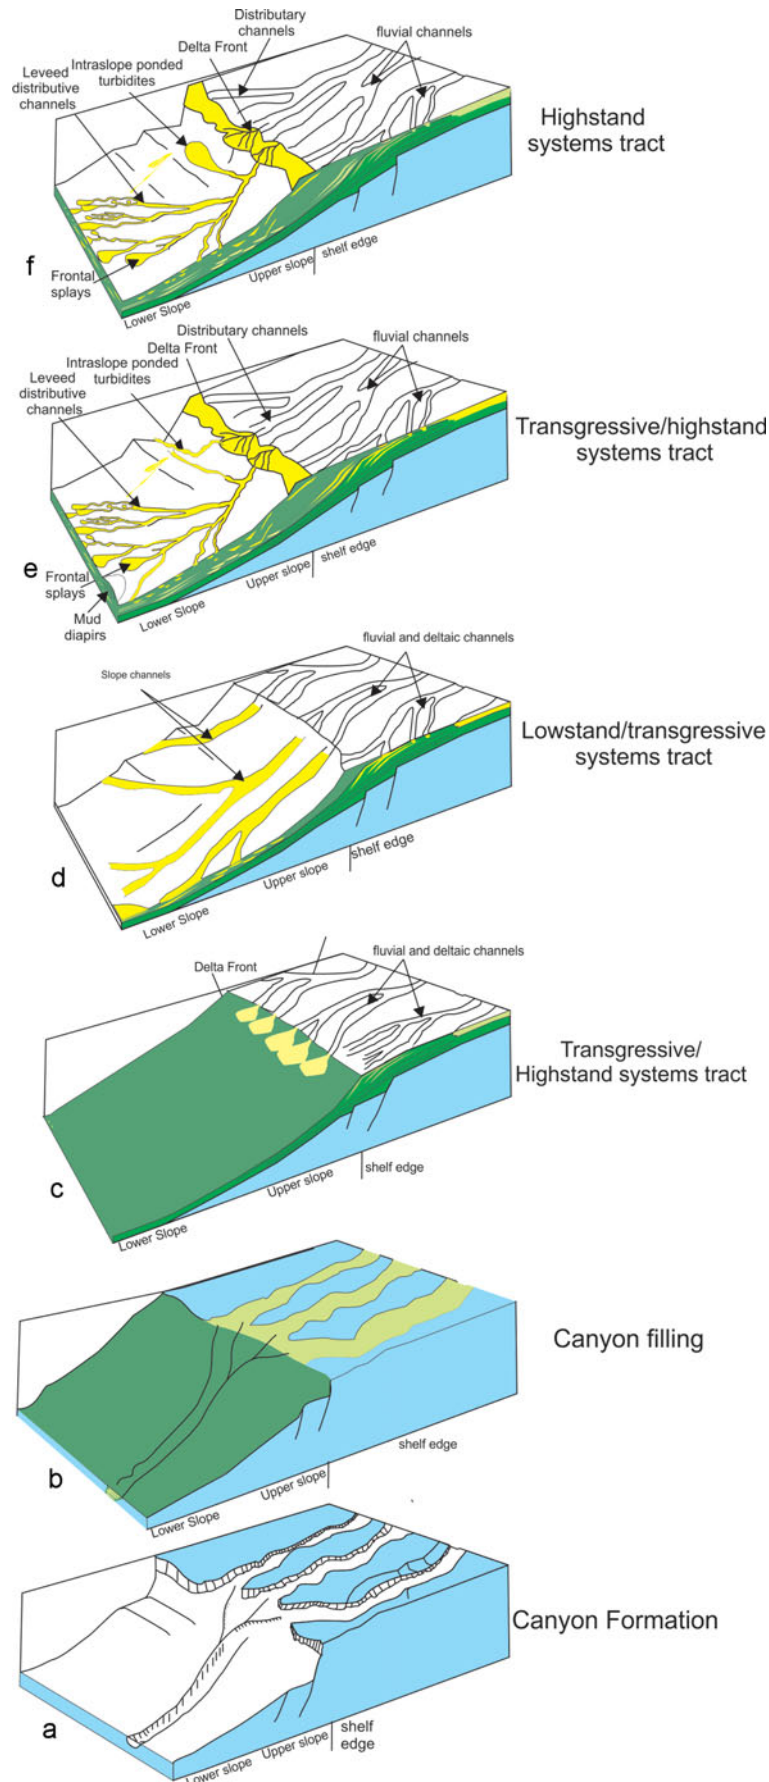 Distributary
channels
Delta Front
fluvial channels
Intraslope ponded
turbidites
Leveed
distributive
channels
Highstand
systems tract
f
Frontal
splays
Lower Slope
Upper slope
shelf edge
Distributary channels
Delta Front
fluvial channels
Intraslope ponded
turbidites
Leveed
distributive
channels
Transgressive/highstand
systems tract
e
Frontal
splays
Mud
diapirs
Lower Slope
Upper slope
shelf edge
fluvial and deltaic channels
Slope channels
Lowstand/transgressive
systems tract
d
Lower Slope
Upper slope
shelf edge
Delta Front
fluvial and deltaic channels
Transgressive/
Highstand systems tract
c
Lower Slope
Upper slope
shelf edge
Canyon filling
b
Lower Slope
Upper slope
shelf edge
Canyon Formation
a
Lower slope
Upper slope
shelf
edge